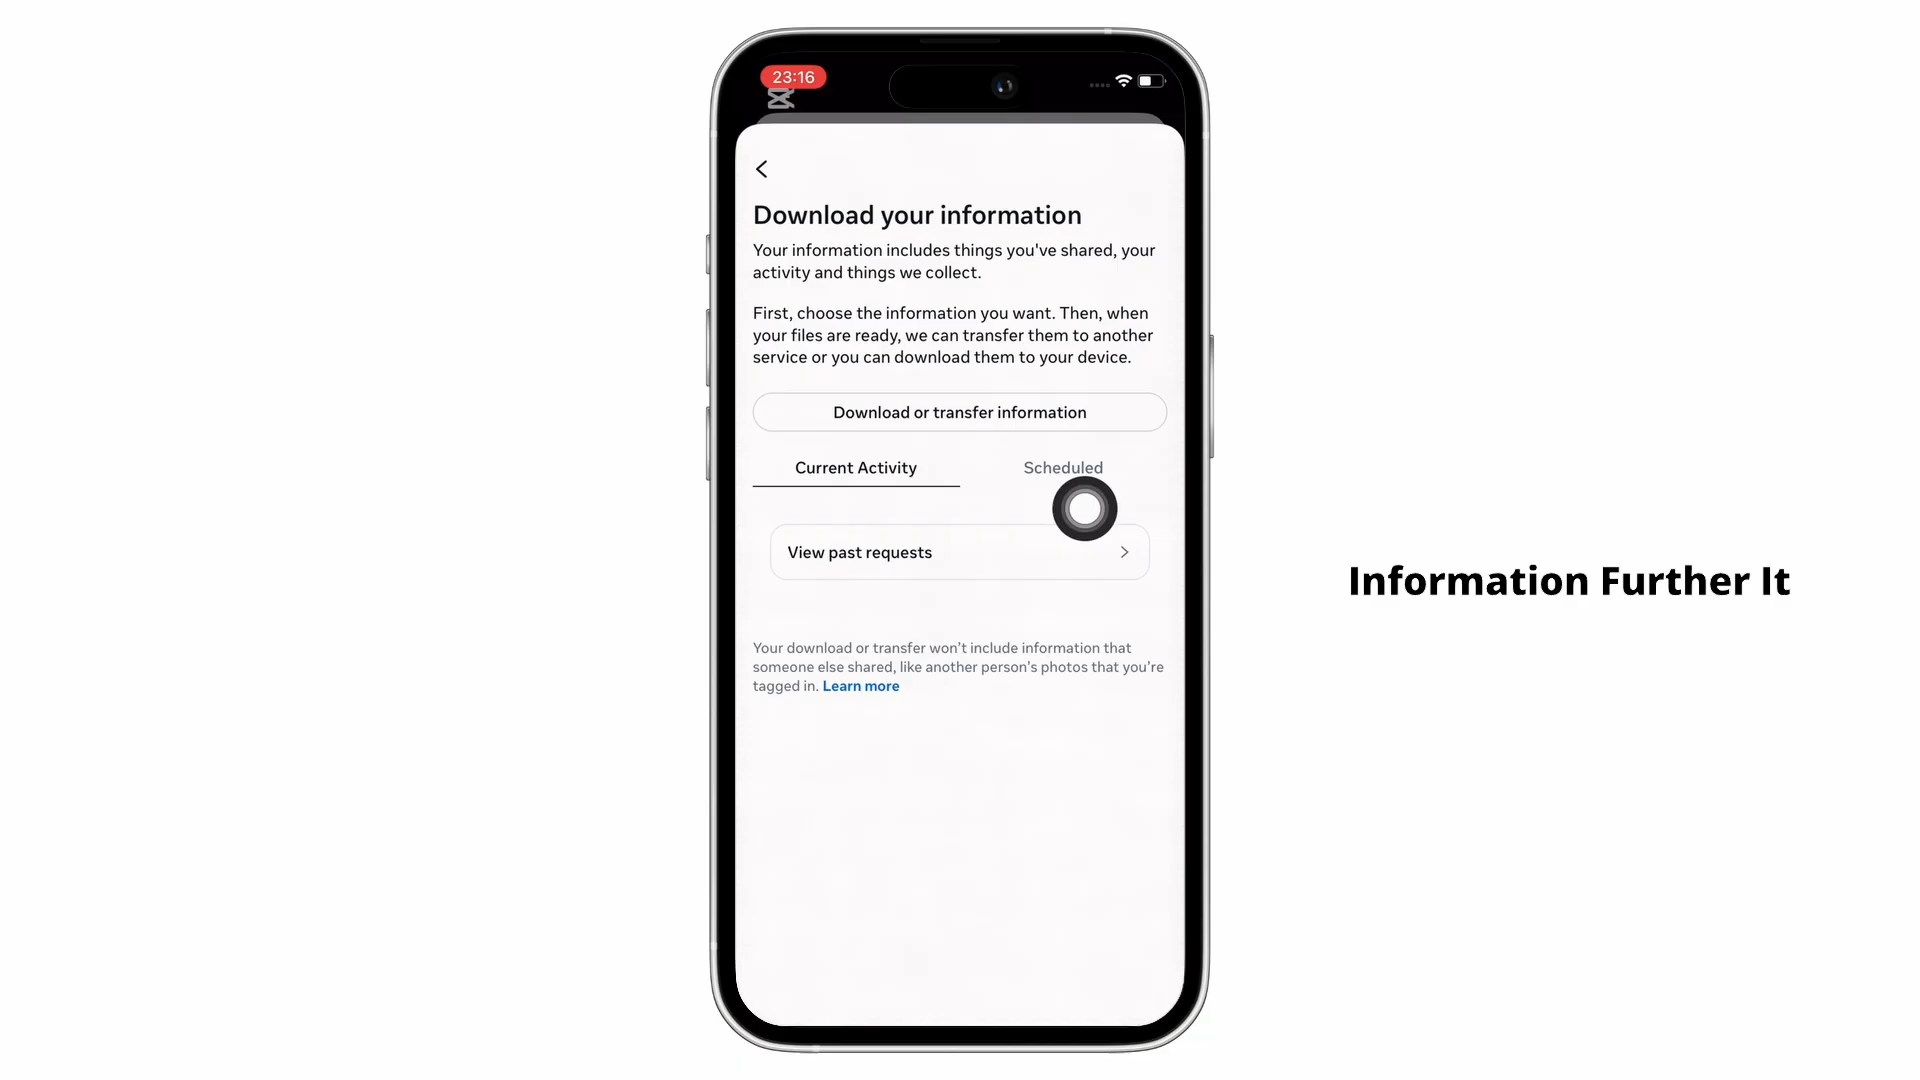 23:16
Download your information
Your information includes things you've shared, your
activity and things we collect.
First, choose the information you want. Then, when
your files are ready, we can transfer them to another
service or you can download them to your device.
Download or transfer information
Current Activity
Scheduled
View past requests
Information Further It
Your download or transfer won't include information that
someone else shared, like another person's photos that you're
tagged in. Learn more